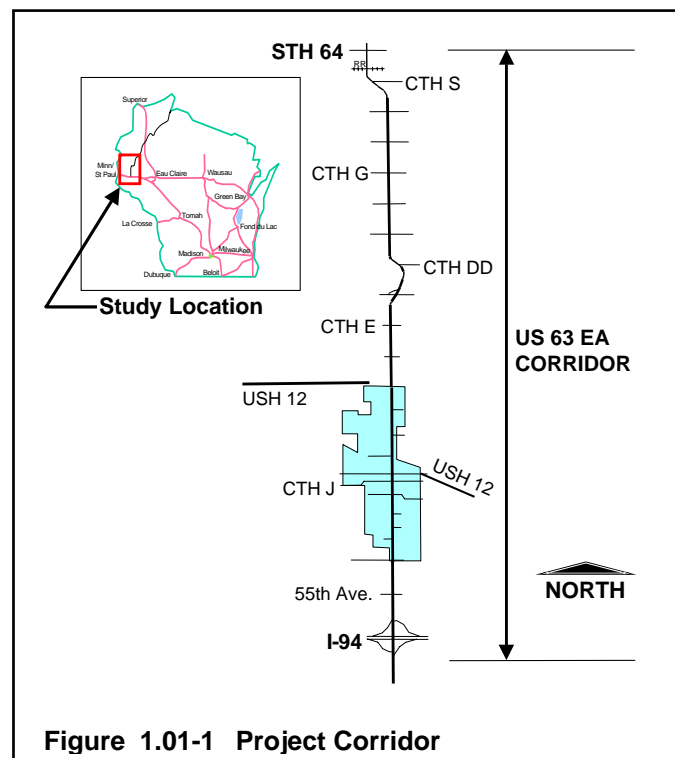 STH 64
RR
CTH S
Superior
Minn/
St Paul
Eau Claire
Wausau
Green Bay
Tomah
La Crosse
Fond du Lac
Madison
Milwaukee
Dubuque
Beloit
Study Location
CTH G
CTH DD
CTH E
US 63 EA
CORRIDOR
USH 12
USH 12
CTH J
NORTH
55th Ave.
I-94
Figure 1.01-1 Project Corridor